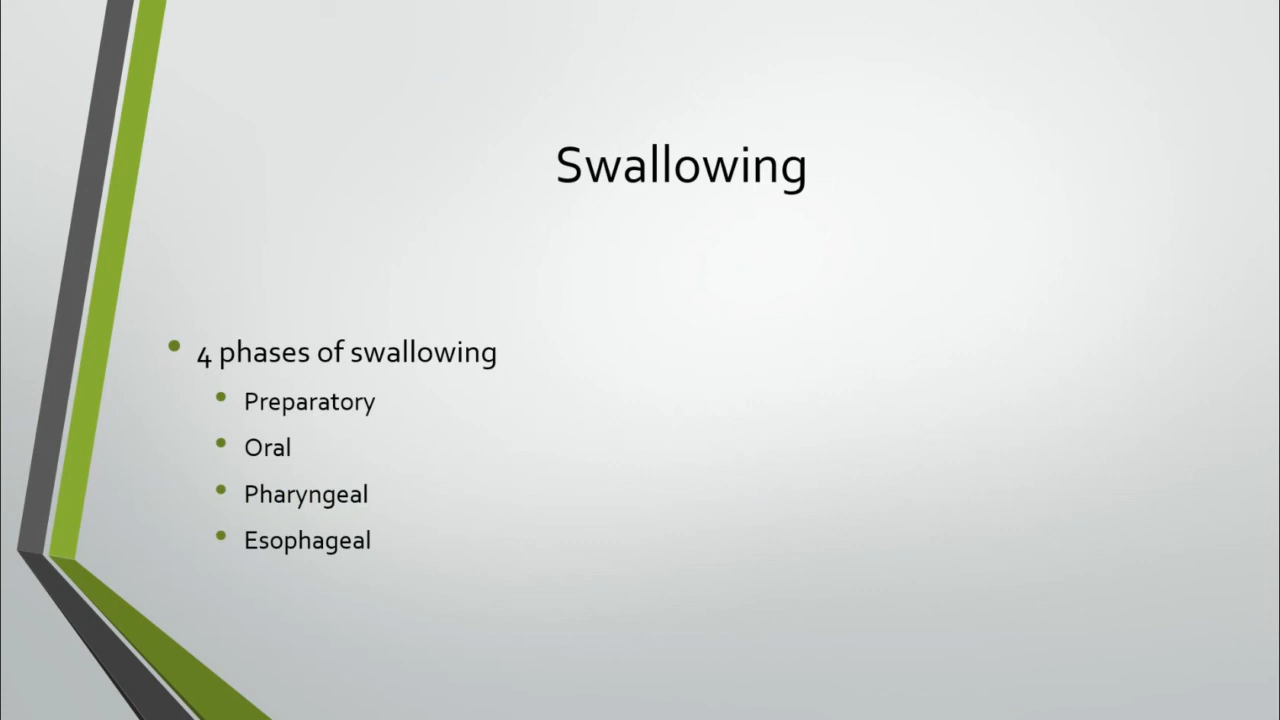 Swallowing
4 phases of swallowing
Preparatory
Oral
Pharyngeal
Esophageal